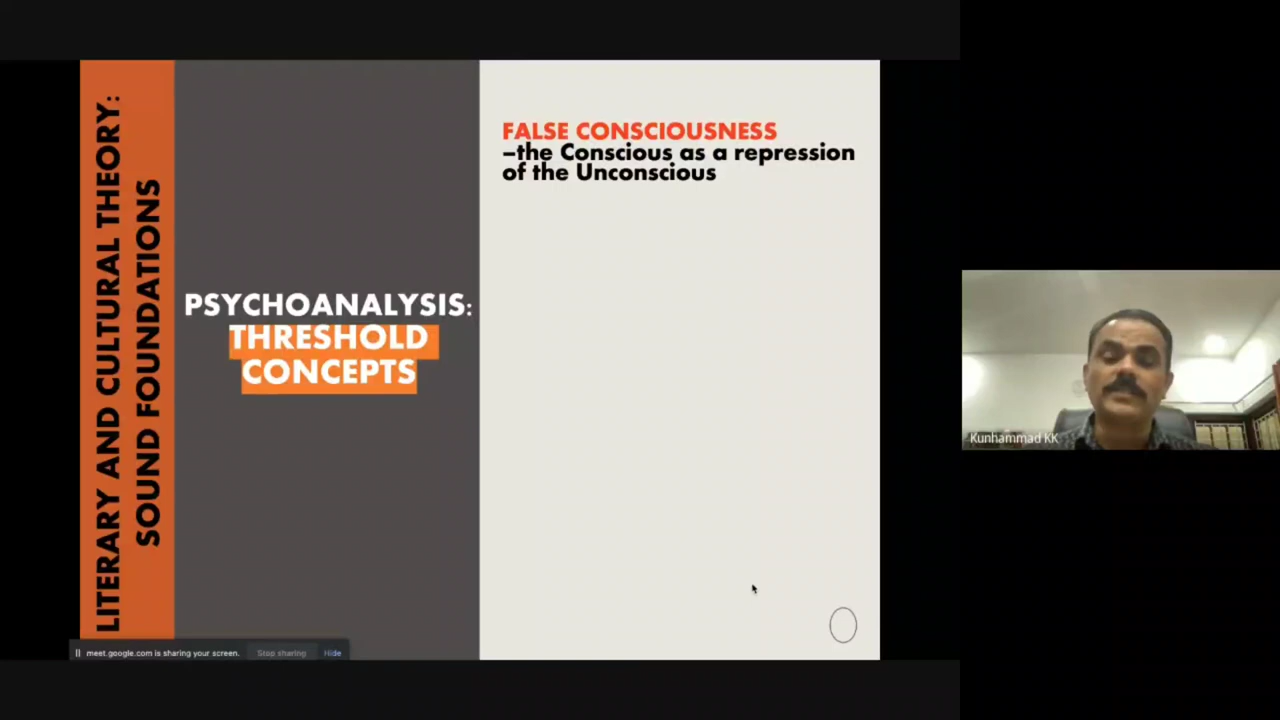 LITERARY AND CULTURAL THEORY:
SOUND FOUNDATIONS
PSYCHOANALYSIS:
THRESHOLD
CONCEPTS
FALSE CONSCIOUSNESS
–the Conscious as a repression
of the Unconscious
Kunhammad KK
meet.google.com is sharing your screen. Stop sharing Hide